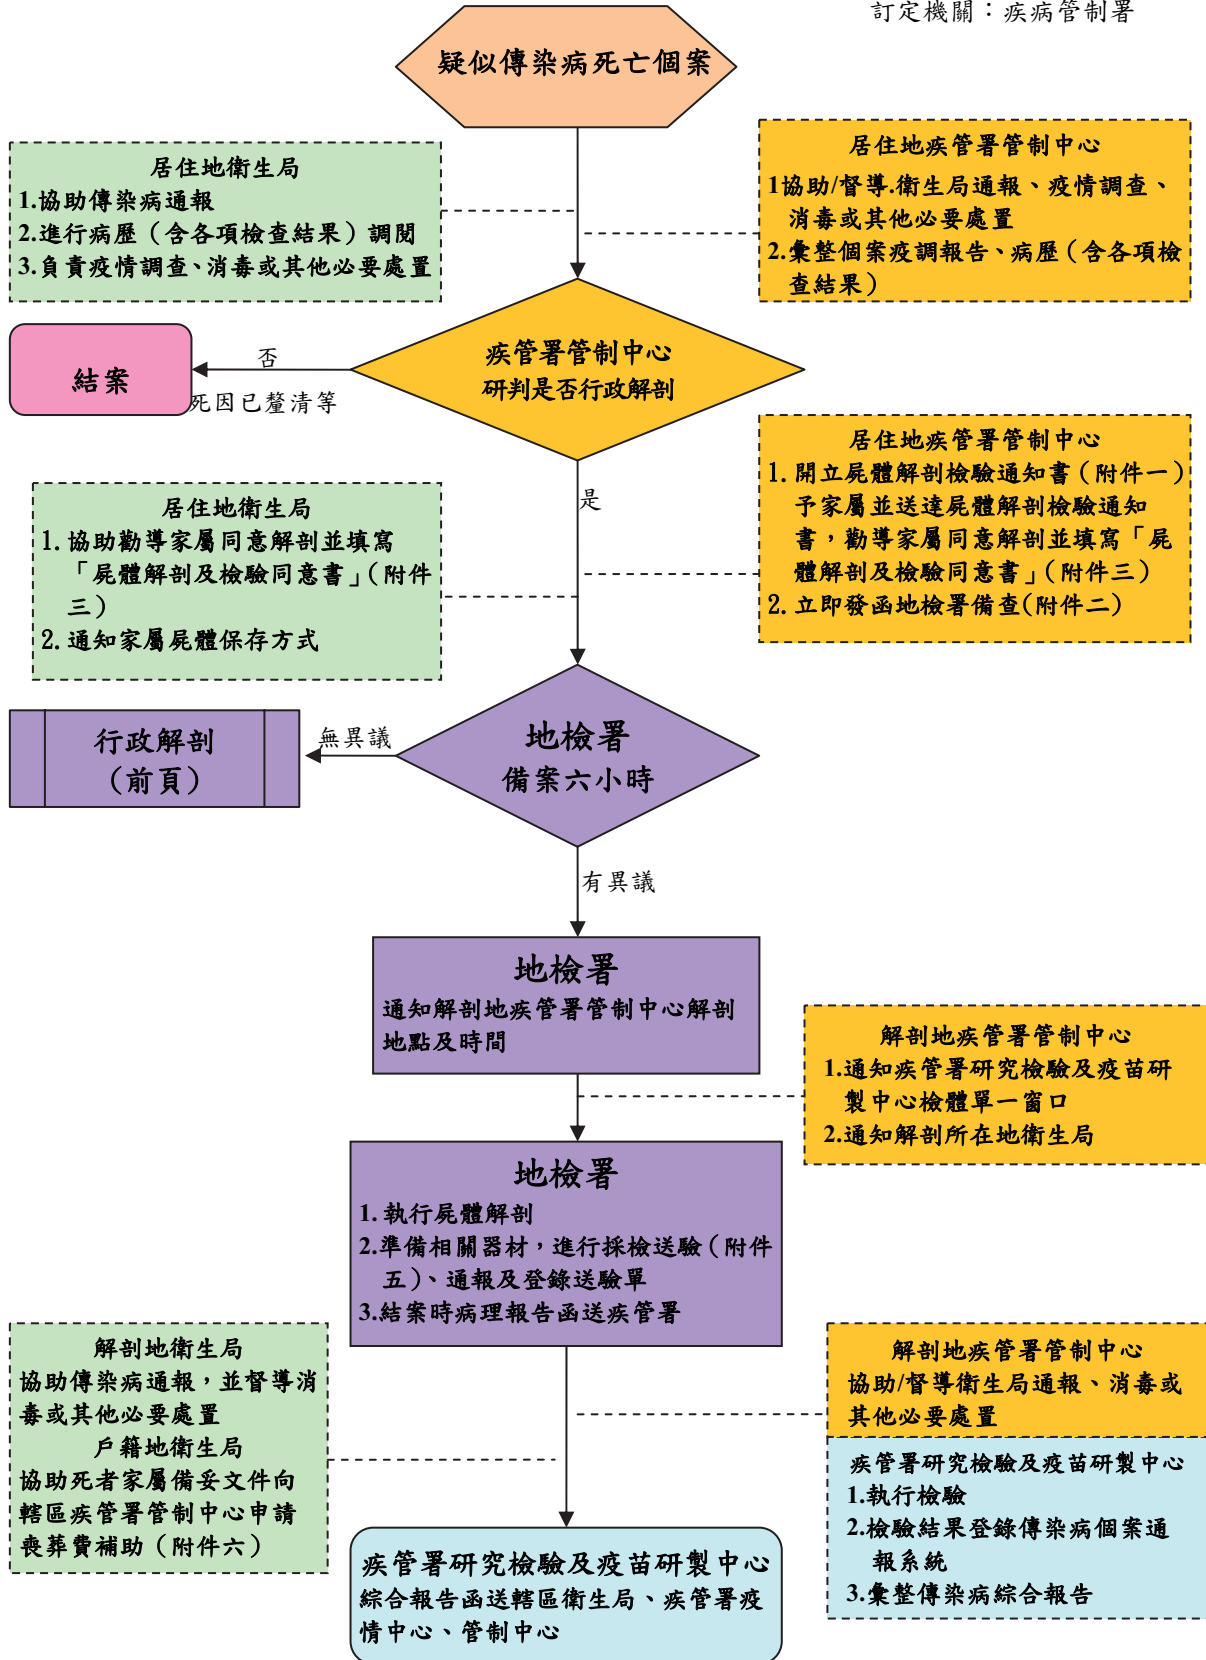 訂定機關：疾病管制署
疑似傳染病死亡個案
居住地衛生局
1.協助傳染病通報
2.進行病歷（含各項檢查結果）調閱
3.負責疫情調查、消毒或其他必要處置
居住地疾管署管制中心
1協助/督導.衛生局通報、疫情調查、
消毒或其他必要處置
2.彙整個案疫調報告、病歷（含各項檢
查結果）
疾管署管制中心
研判是否行政解剖
否
死因已釐清等
結案
是
居住地衛生局
1. 協助勸導家屬同意解剖並填寫
「屍體解剖及檢驗同意書」（附件
三）
2. 通知家屬屍體保存方式
居住地疾管署管制中心
1. 開立屍體解剖檢驗通知書（附件一）
予家屬並送達屍體解剖檢驗通知
書，勸導家屬同意解剖並填寫「屍
體解剖及檢驗同意書」（附件三）
2. 立即發函地檢署備查(附件二）
地檢署
備案六小時
無異議
行政解剖
（前頁）
有異議
地檢署
通知解剖地疾管署管制中心解剖
地點及時間
解剖地疾管署管制中心
1.通知疾管署研究檢驗及疫苗研
製中心檢體單一窗口
2.通知解剖所在地衛生局
地檢署
1. 執行屍體解剖
2.準備相關器材，進行採檢送驗（附件
五）、通報及登錄送驗單
3.結案時病理報告函送疾管署
解剖地衛生局
協助傳染病通報，並督導消
毒或其他必要處置
戶籍地衛生局
協助死者家屬備妥文件向
轄區疾管署管制中心申請
喪葬費補助（附件六）
解剖地疾管署管制中心
協助/督導衛生局通報、消毒或
其他必要處置
疾管署研究檢驗及疫苗研製中心
1.執行檢驗
2.檢驗結果登錄傳染病個案通
報系統
3.彙整傳染病綜合報告
疾管署研究檢驗及疫苗研製中心
綜合報告函送轄區衛生局、疾管署疫
情中心、管制中心